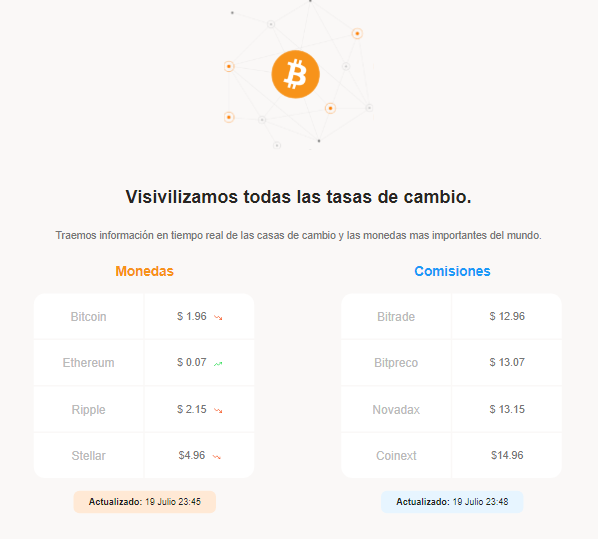 Visivilizamos todas las tasas de cambio.
Traemos información en tiempo real de las casas de cambio y las monedas mas importantes del mundo.
Monedas
Bitcoin $ 1.96
Ethereum $ 0.07
Ripple $ 2.15
Stellar $4.96
Actualizado: 19 Julio 23:45
Comisiones
Bitrade $ 12.96
Bitpreco $ 13.07
Novadax $ 13.15
Coinext $14.96
Actualizado: 19 Julio 23:48